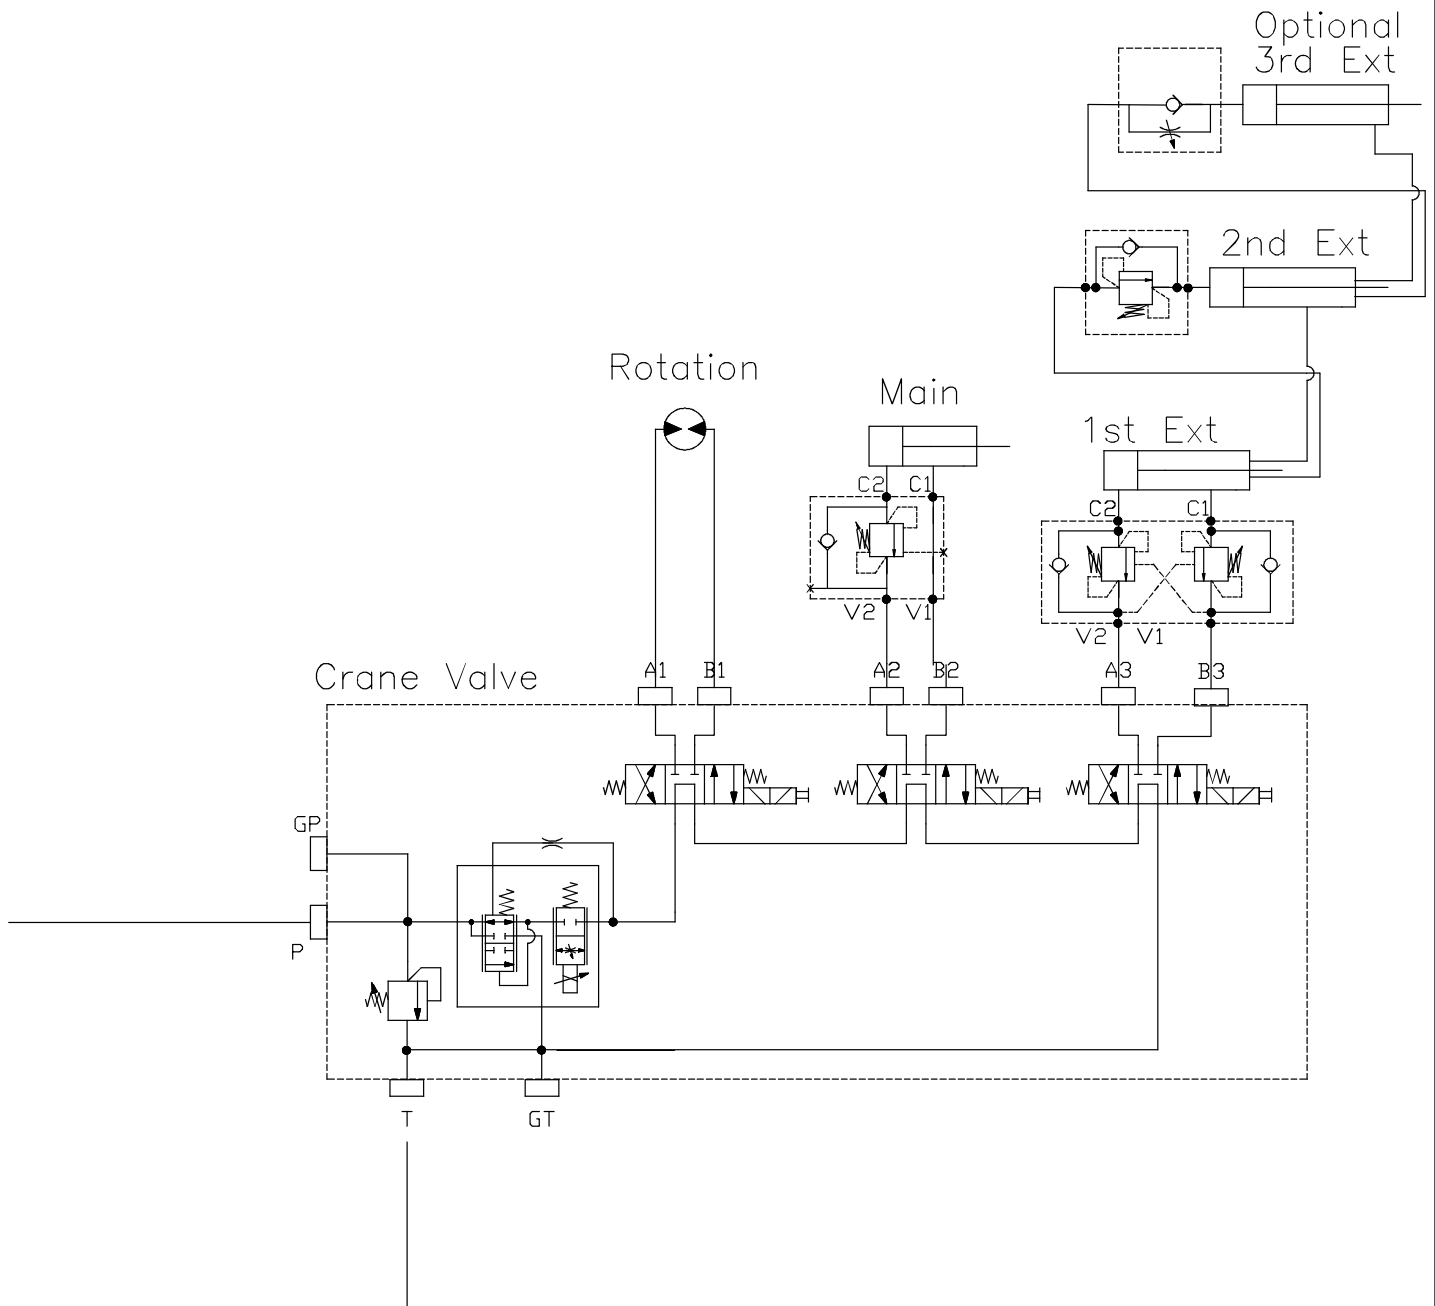 Optional
3rd Ext
2nd Ext
Rotation
Main
1st Ext
C2 C1
C2 C1
V2 V1
V2 V1
Crane Valve
A1 B1
A2 B2
A3 B3
GP
P
T
GT